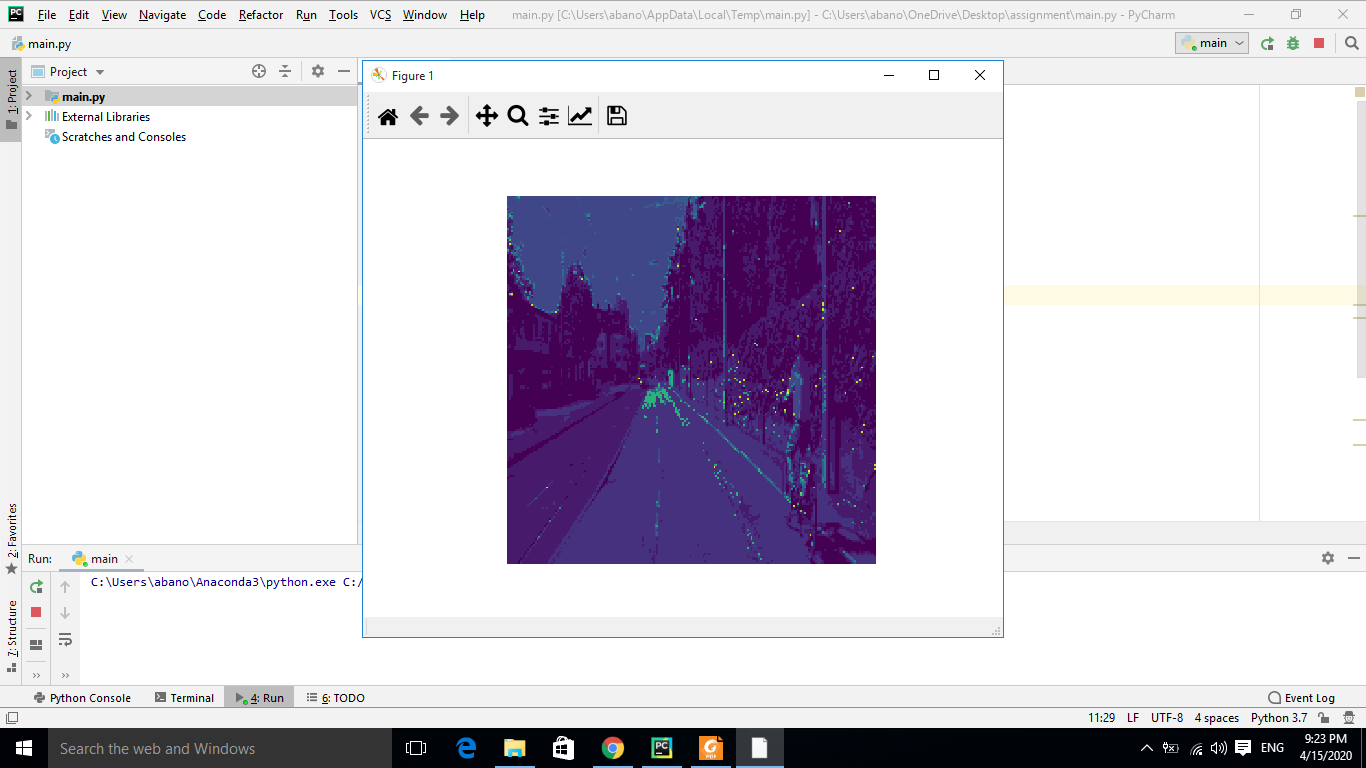 PC File Edit View Navigate Code Refactor Run Tools VCS Window Help main.py [C:\Users\abano\AppData\Local\Temp\main.py] - C:\Users\abano\OneDrive\Desktop\assignment\main.py - PyCharm
main.py main
1: Project
Project
main.py
External Libraries
Scratches and Consoles
Figure 1
2: Favorites
7: Structure
Run: main
C:\Users\abano\Anaconda3\python.exe C:/
Python Console Terminal 4: Run 6: TODO Event Log
11:29 LF UTF-8 4 spaces Python 3.7
Search the web and Windows
PC
PDF
ENG
9:23 PM
4/15/2020